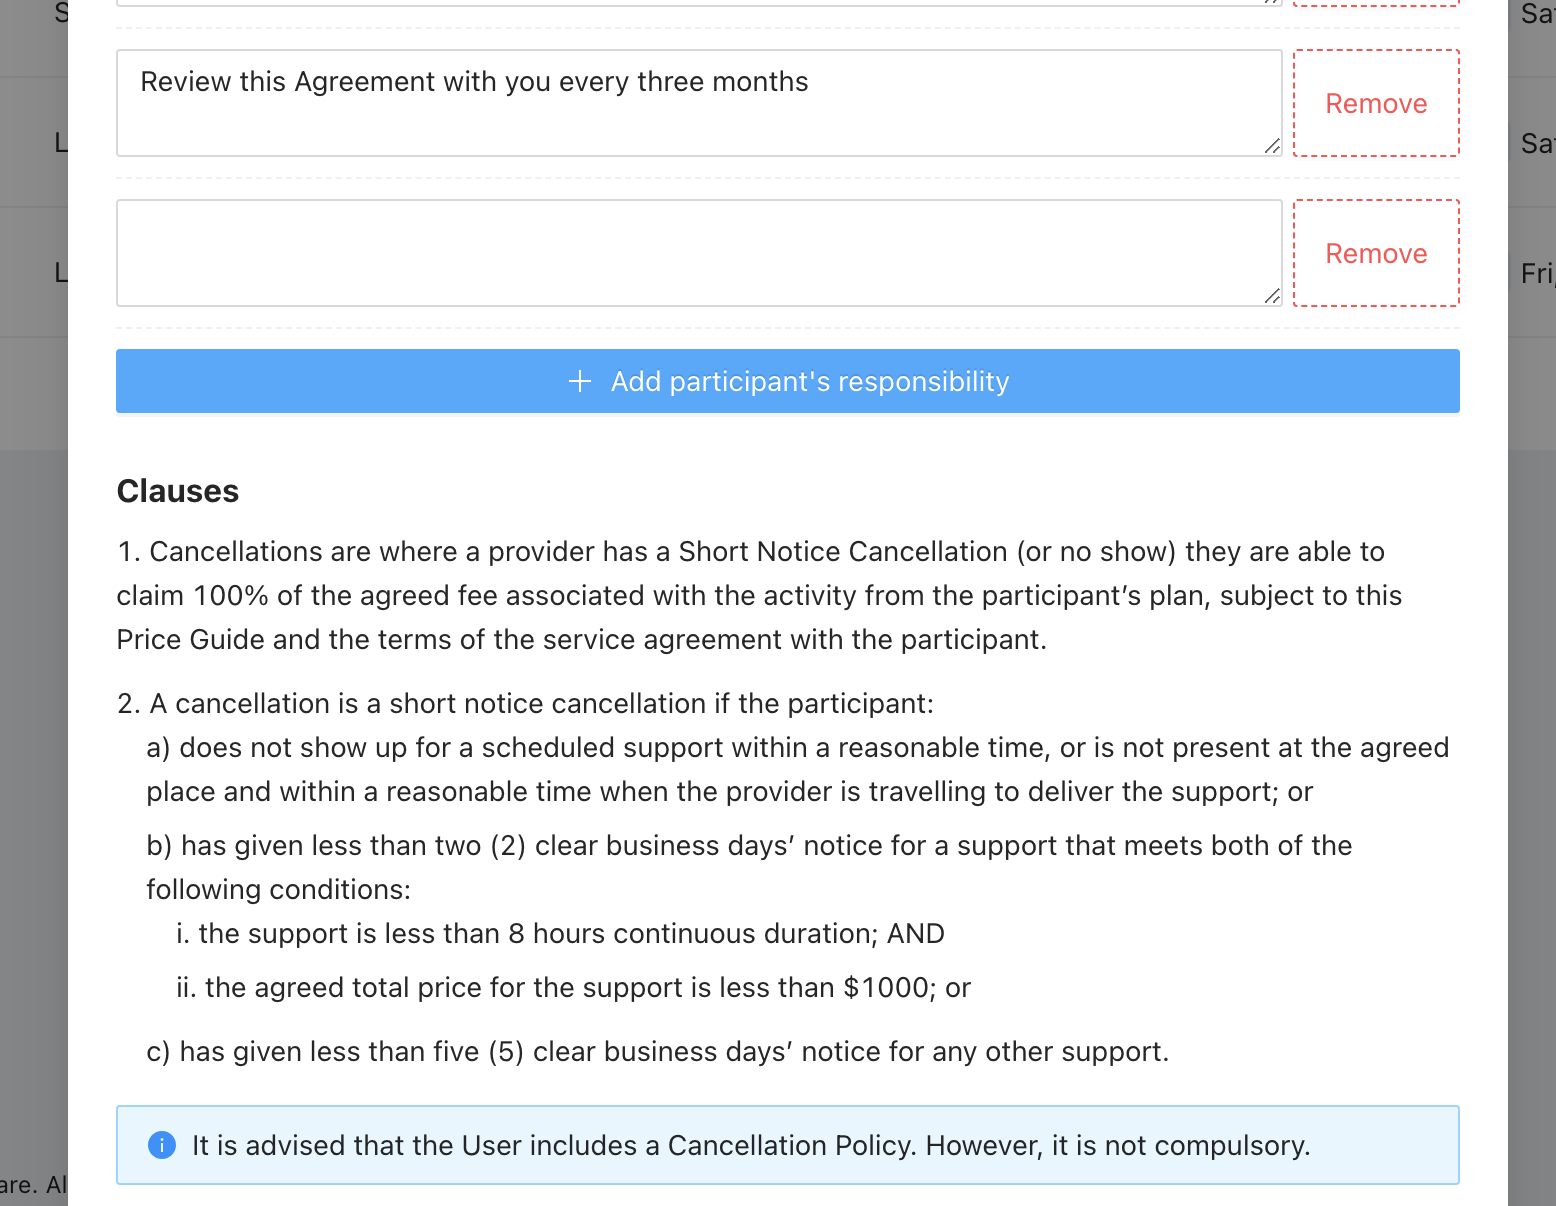 S
Sat
Review this Agreement with you every three months
Remove
L
Sat
Remove
L
Fri,
+ Add participant's responsibility
Clauses
1. Cancellations are where a provider has a Short Notice Cancellation (or no show) they are able to
claim 100% of the agreed fee associated with the activity from the participant’s plan, subject to this
Price Guide and the terms of the service agreement with the participant.
2. A cancellation is a short notice cancellation if the participant:
a) does not show up for a scheduled support within a reasonable time, or is not present at the agreed
place and within a reasonable time when the provider is travelling to deliver the support; or
b) has given less than two (2) clear business days’ notice for a support that meets both of the
following conditions:
i. the support is less than 8 hours continuous duration; AND
ii. the agreed total price for the support is less than $1000; or
c) has given less than five (5) clear business days’ notice for any other support.
It is advised that the User includes a Cancellation Policy. However, it is not compulsory.
are. Al